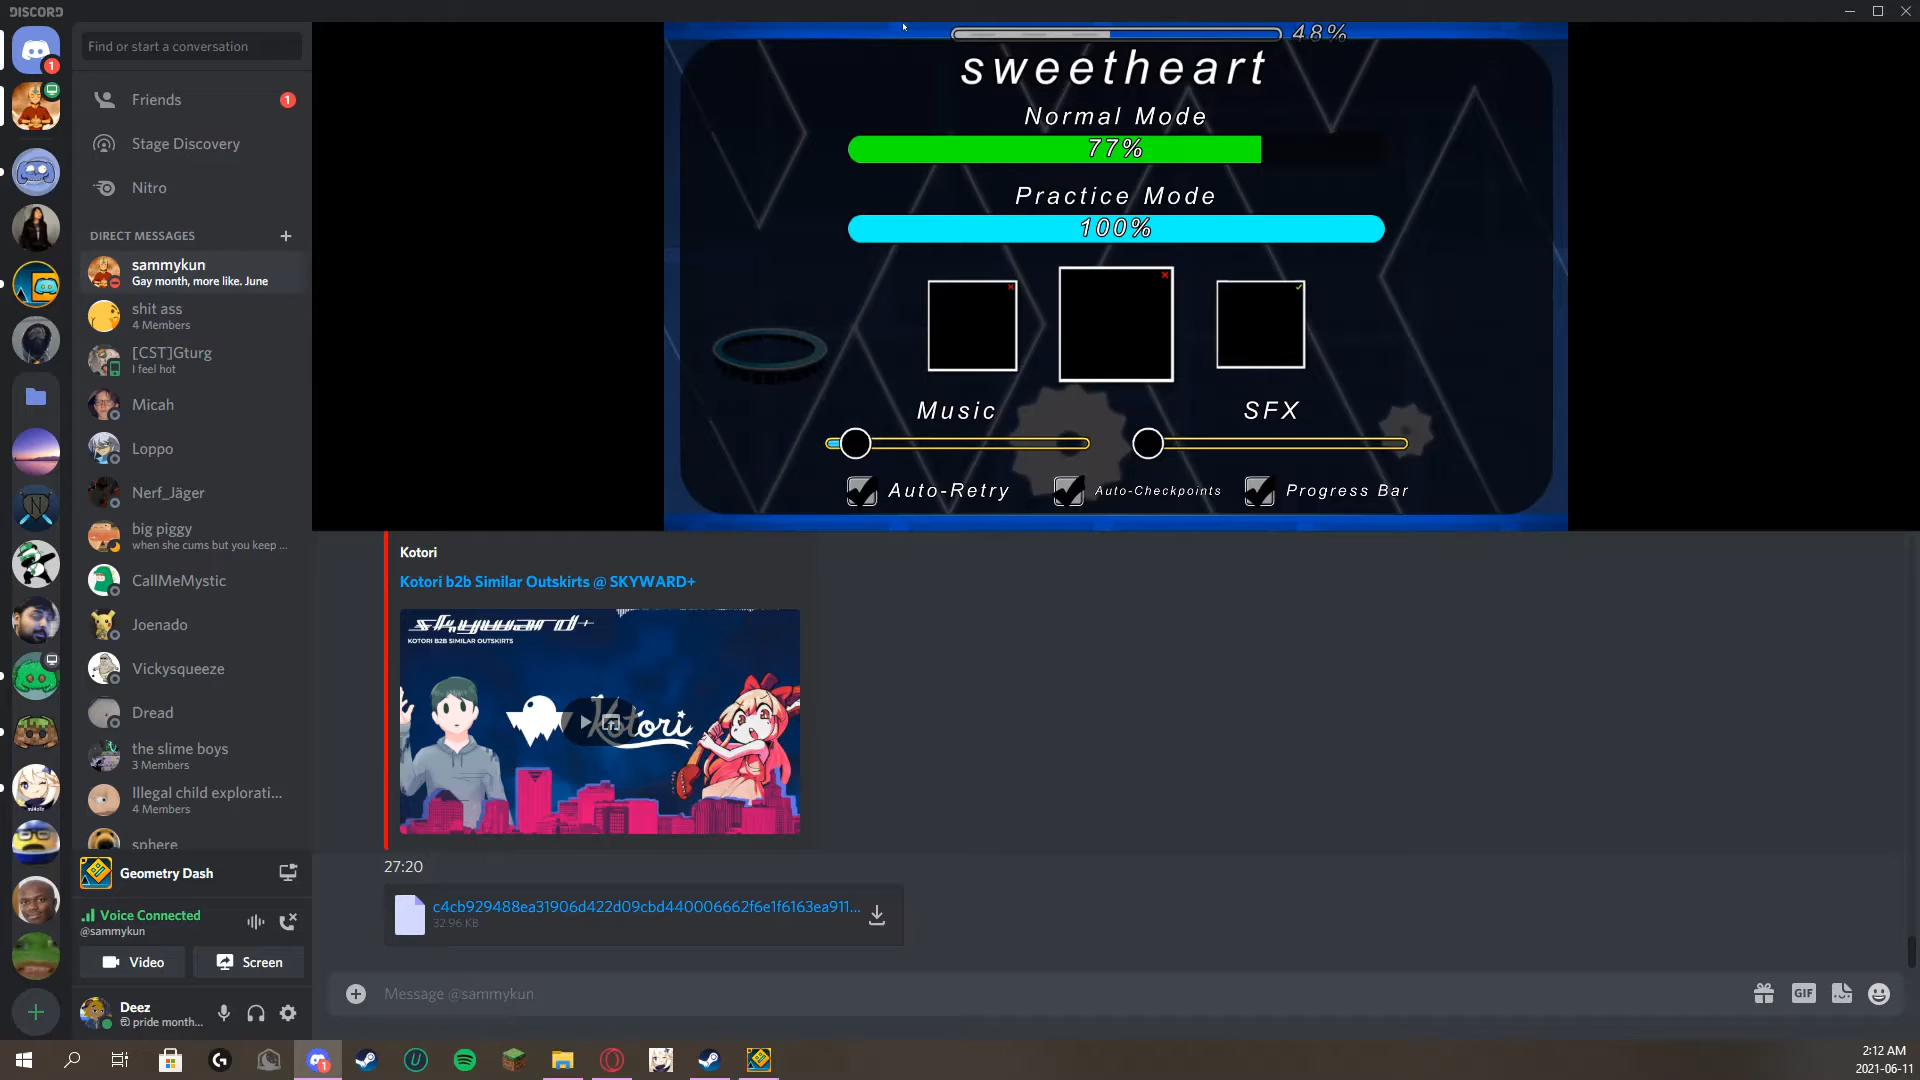 DISCORD
Find or start a conversation
1
Friends
1
Stage Discovery
Nitro
DIRECT MESSAGES
sammykun
Gay month, more like. June
shit ass
4 Members
[CST]Gturg
I feel hot
Micah
Loppo
Nerf_Jäger
big piggy
when she cums but you keep ...
CallMeMystic
Joenado
Vickysqueeze
Dread
the slime boys
3 Members
Illegal child explorati...
4 Members
sphere
Geometry Dash
Voice Connected
@sammykun
Video
Screen
Deez
pride month...
48%
sweetheart
Normal Mode
77%
Practice Mode
100%
Music
SFX
Auto-Retry
Auto-Checkpoints
Progress Bar
Kotori
Kotori b2b Similar Outskirts @ SKYWARD+
skyward+
KOTORI B2B SIMILAR OUTSKIRTS
Kotori
27:20
c4cb929488ea31906d422d09cbd440006662f6e1f6163ea911...
32.96 KB
Message @sammykun
GIF
1
2:12 AM
2021-06-11